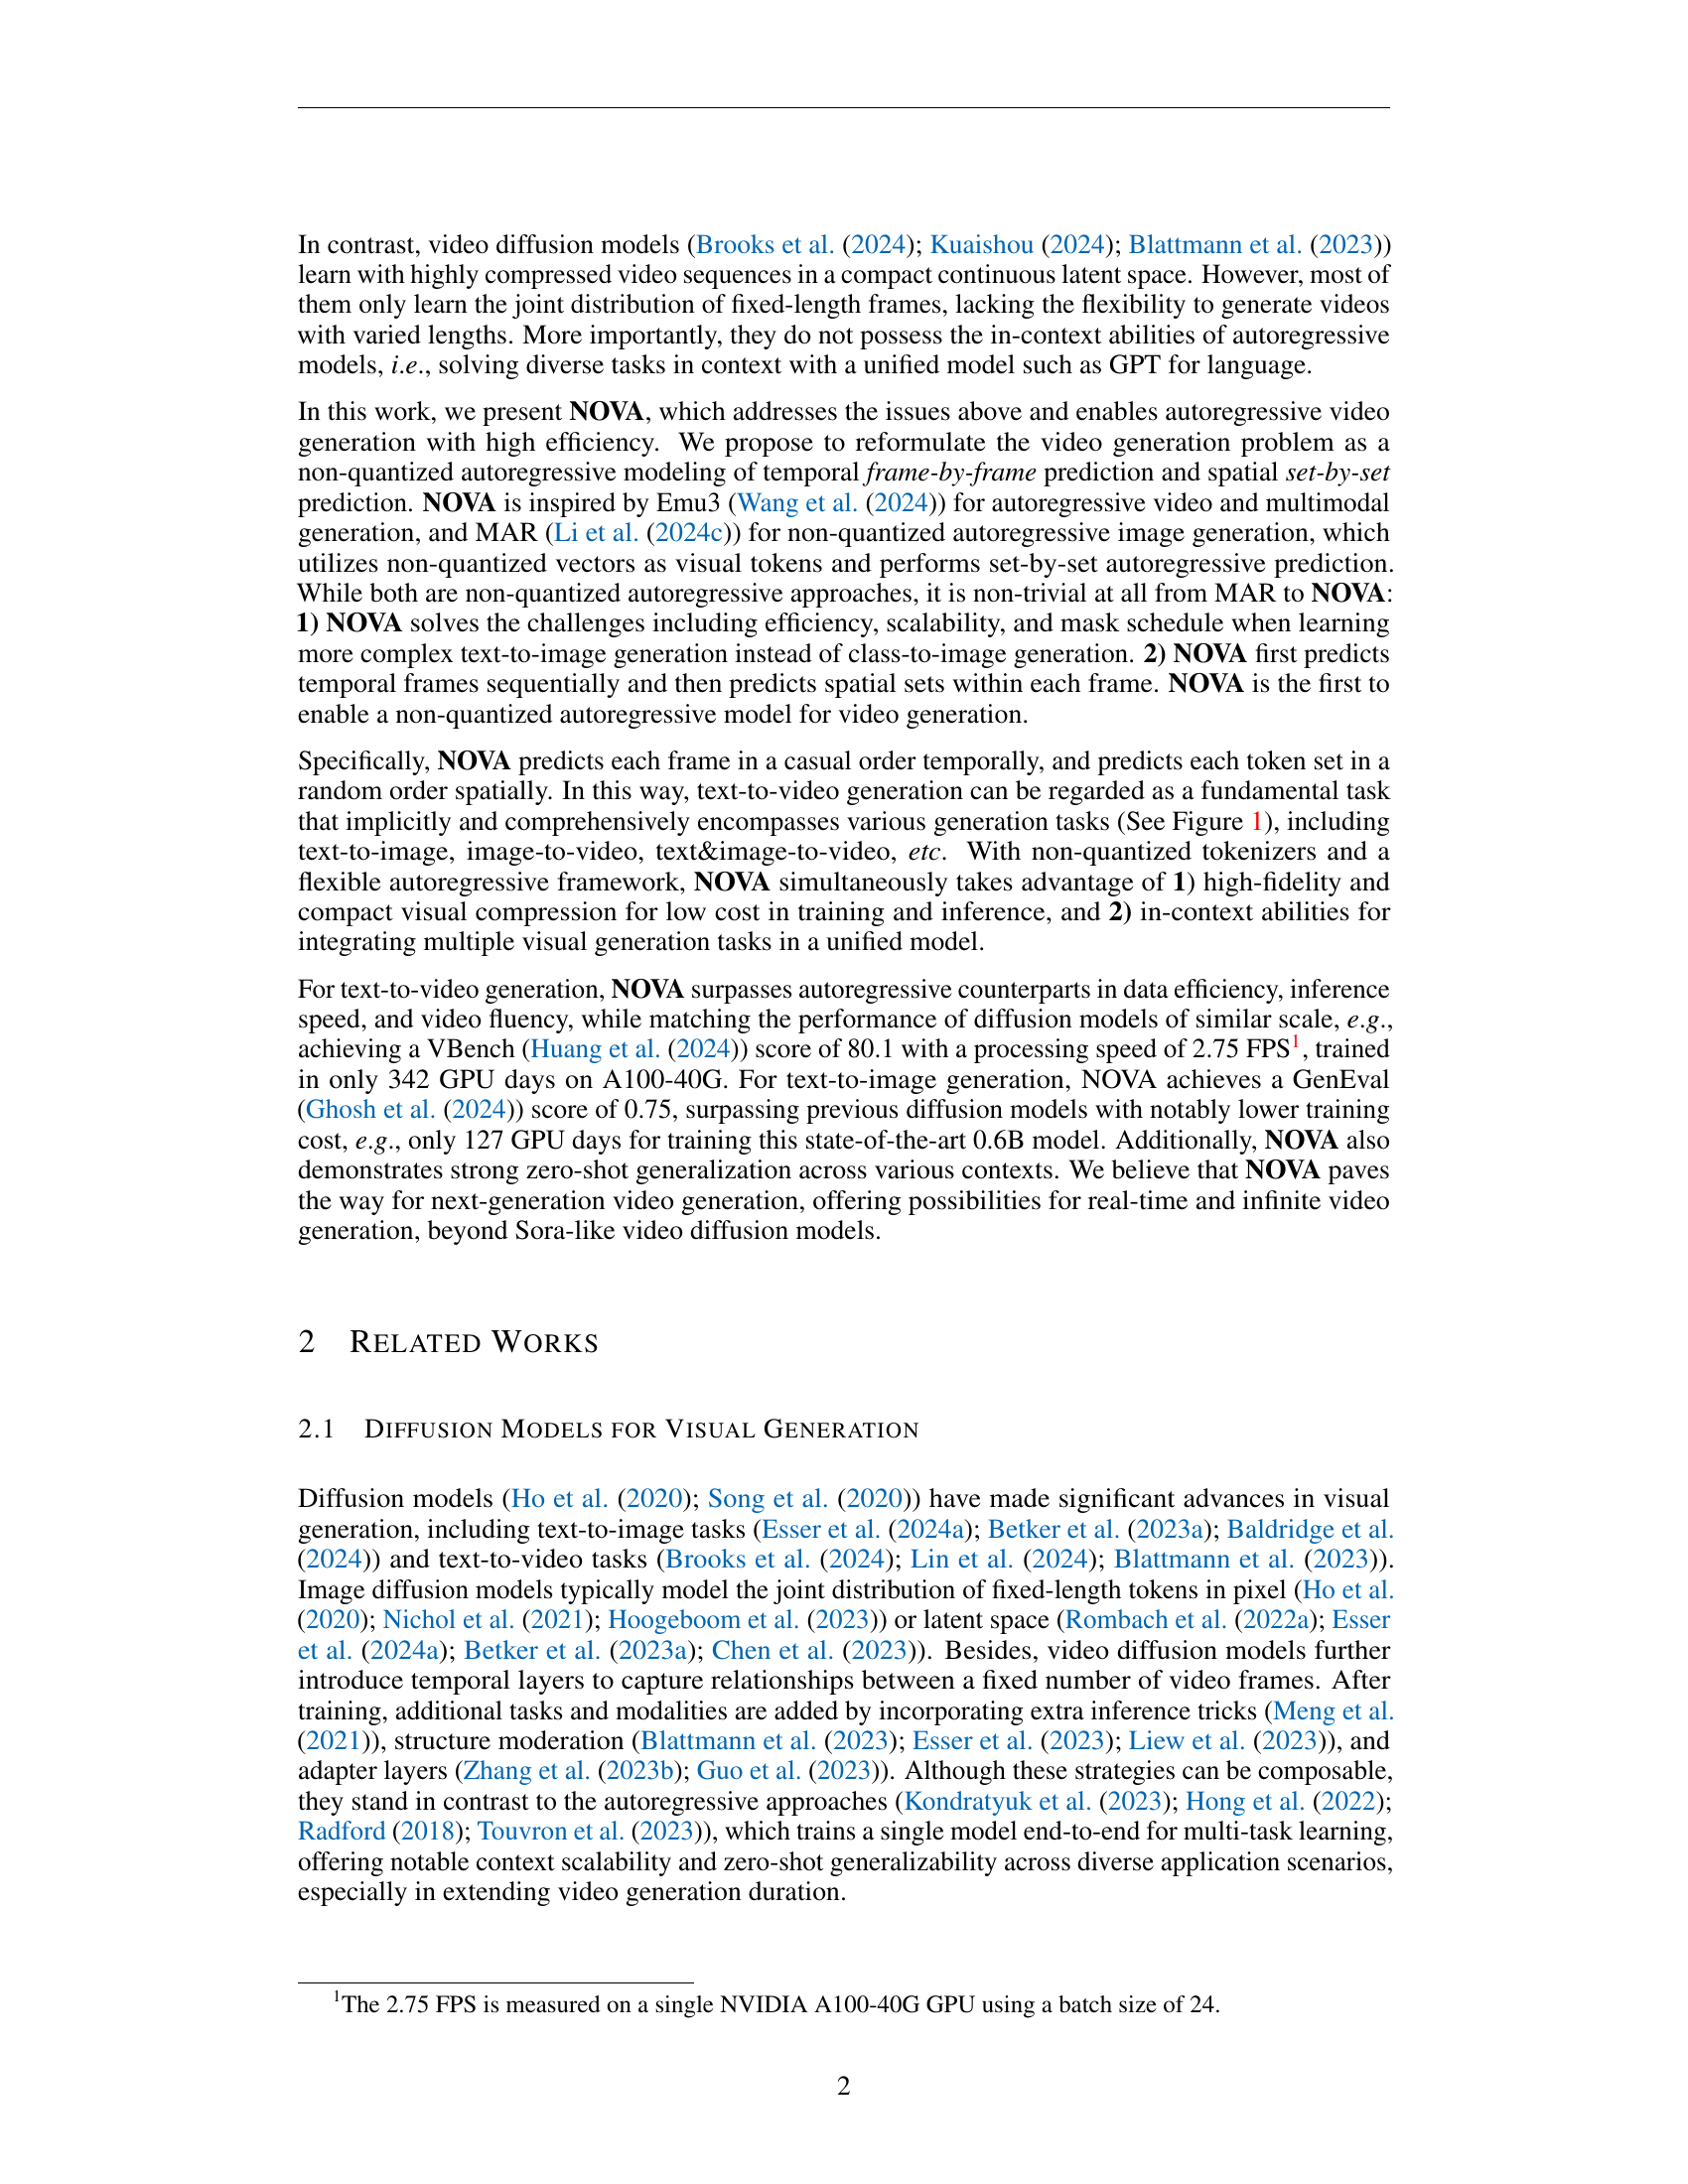 In contrast, video diffusion models (Brooks et al. (2024); Kuaishou (2024); Blattmann et al. (2023))
learn with highly compressed video sequences in a compact continuous latent space. However, most of
them only learn the joint distribution of fixed-length frames, lacking the flexibility to generate videos
with varied lengths. More importantly, they do not possess the in-context abilities of autoregressive
models, i.e., solving diverse tasks in context with a unified model such as GPT for language.
In this work, we present NOVA, which addresses the issues above and enables autoregressive video
generation with high efficiency. We propose to reformulate the video generation problem as a
non-quantized autoregressive modeling of temporal frame-by-frame prediction and spatial set-by-set
prediction. NOVA is inspired by Emu3 (Wang et al. (2024)) for autoregressive video and multimodal
generation, and MAR (Li et al. (2024c)) for non-quantized autoregressive image generation, which
utilizes non-quantized vectors as visual tokens and performs set-by-set autoregressive prediction.
While both are non-quantized autoregressive approaches, it is non-trivial at all from MAR to NOVA:
1) NOVA solves the challenges including efficiency, scalability, and mask schedule when learning
more complex text-to-image generation instead of class-to-image generation. 2) NOVA first predicts
temporal frames sequentially and then predicts spatial sets within each frame. NOVA is the first to
enable a non-quantized autoregressive model for video generation.
Specifically, NOVA predicts each frame in a casual order temporally, and predicts each token set in a
random order spatially. In this way, text-to-video generation can be regarded as a fundamental task
that implicitly and comprehensively encompasses various generation tasks (See Figure 1), including
text-to-image, image-to-video, text&image-to-video, etc. With non-quantized tokenizers and a
flexible autoregressive framework, NOVA simultaneously takes advantage of 1) high-fidelity and
compact visual compression for low cost in training and inference, and 2) in-context abilities for
integrating multiple visual generation tasks in a unified model.
For text-to-video generation, NOVA surpasses autoregressive counterparts in data efficiency, inference
speed, and video fluency, while matching the performance of diffusion models of similar scale, e.g.,
achieving a VBench (Huang et al. (2024)) score of 80.1 with a processing speed of 2.75 FPS1, trained
in only 342 GPU days on A100-40G. For text-to-image generation, NOVA achieves a GenEval
(Ghosh et al. (2024)) score of 0.75, surpassing previous diffusion models with notably lower training
cost, e.g., only 127 GPU days for training this state-of-the-art 0.6B model. Additionally, NOVA also
demonstrates strong zero-shot generalization across various contexts. We believe that NOVA paves
the way for next-generation video generation, offering possibilities for real-time and infinite video
generation, beyond Sora-like video diffusion models.
2 RELATED WORKS
2.1 DIFFUSION MODELS FOR VISUAL GENERATION
Diffusion models (Ho et al. (2020); Song et al. (2020)) have made significant advances in visual
generation, including text-to-image tasks (Esser et al. (2024a); Betker et al. (2023a); Baldridge et al.
(2024)) and text-to-video tasks (Brooks et al. (2024); Lin et al. (2024); Blattmann et al. (2023)).
Image diffusion models typically model the joint distribution of fixed-length tokens in pixel (Ho et al.
(2020); Nichol et al. (2021); Hoogeboom et al. (2023)) or latent space (Rombach et al. (2022a); Esser
et al. (2024a); Betker et al. (2023a); Chen et al. (2023)). Besides, video diffusion models further
introduce temporal layers to capture relationships between a fixed number of video frames. After
training, additional tasks and modalities are added by incorporating extra inference tricks (Meng et al.
(2021)), structure moderation (Blattmann et al. (2023); Esser et al. (2023); Liew et al. (2023)), and
adapter layers (Zhang et al. (2023b); Guo et al. (2023)). Although these strategies can be composable,
they stand in contrast to the autoregressive approaches (Kondratyuk et al. (2023); Hong et al. (2022);
Radford (2018); Touvron et al. (2023)), which trains a single model end-to-end for multi-task learning,
offering notable context scalability and zero-shot generalizability across diverse application scenarios,
especially in extending video generation duration.
1The 2.75 FPS is measured on a single NVIDIA A100-40G GPU using a batch size of 24.
2